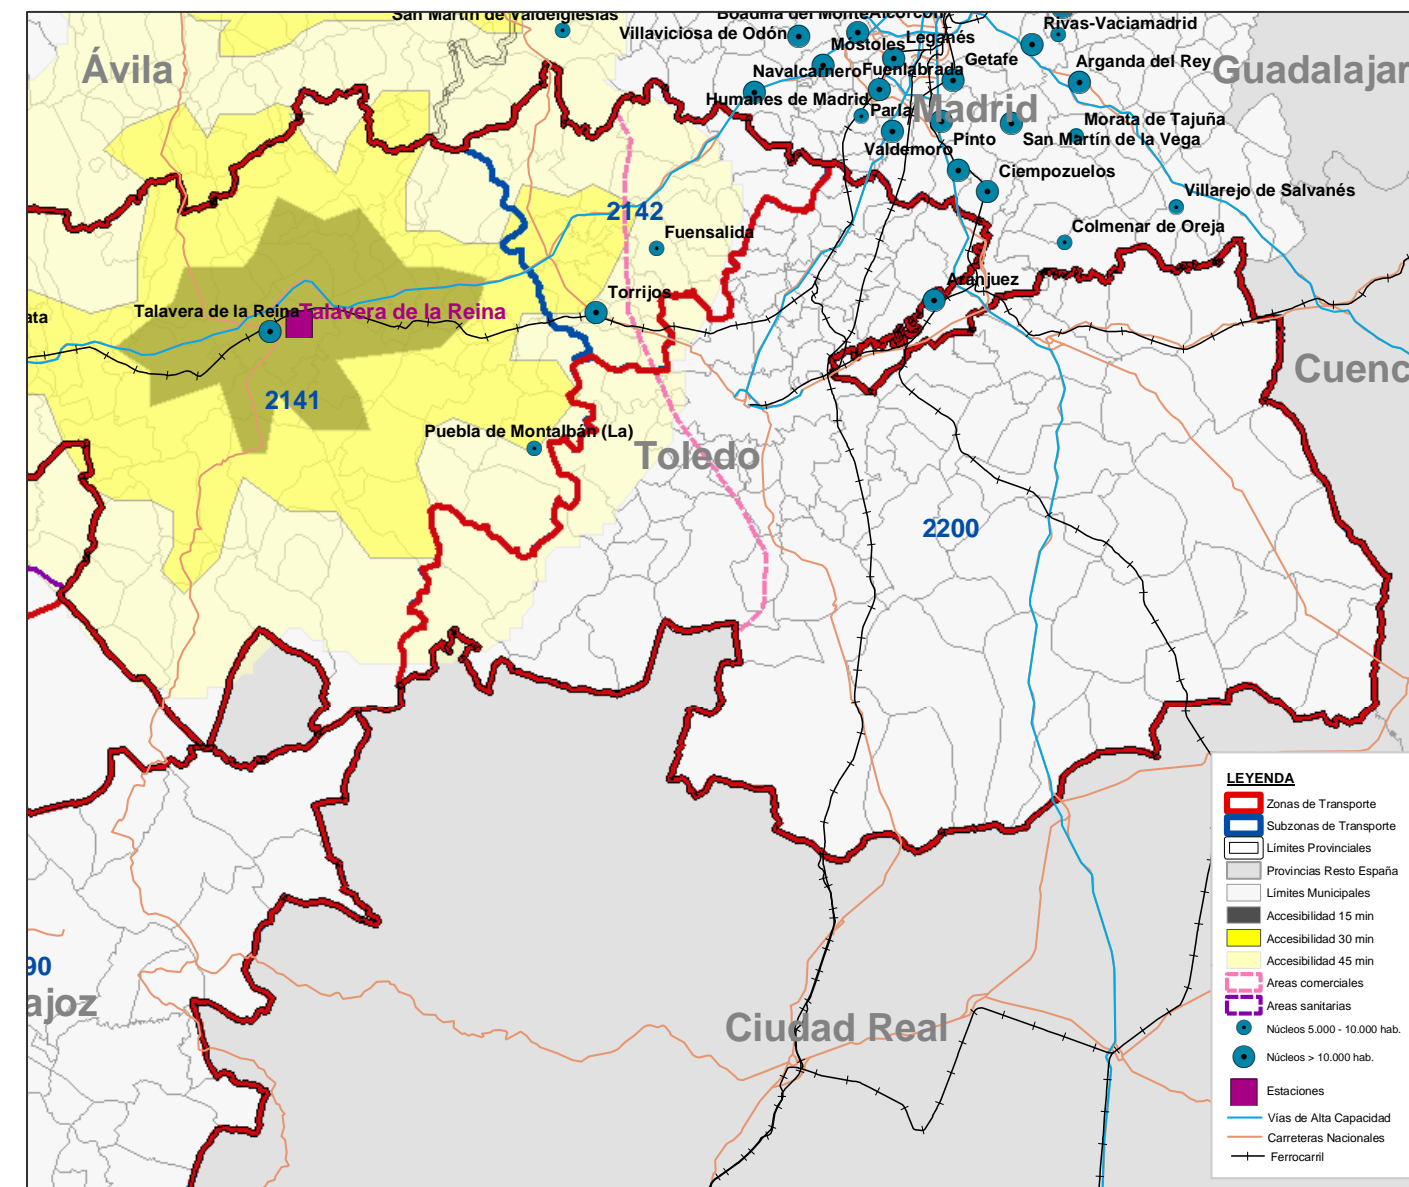 San Martín de Valdeiglesias
Boadilla del Monte
Alcorcón
Rivas-Vaciamadrid
Villaviciosa de Odón
Móstoles
Leganés
Getafe
Arganda del Rey
Ávila
Guadalajar
Navalcarnero
Fuenlabrada
Humanes de Madrid
Parla
Madrid
Morata de Tajuña
Pinto
San Martín de la Vega
Valdemoro
Ciempozuelos
Villarejo de Salvanés
2142
Fuensalida
Colmenar de Oreja
Aranjuez
Torrijos
Talavera de la Reina
Talavera de la Reina
ata
Cuenc
2141
Puebla de Montalbán (La)
Toledo
2200
90
ajoz
Ciudad Real
LEYENDA
Zonas de Transporte
Subzonas de Transporte
Límites Provinciales
Provincias Resto España
Límites Municipales
Accesibilidad 15 min
Accesibilidad 30 min
Accesibilidad 45 min
Areas comerciales
Areas sanitarias
Núcleos 5.000 - 10.000 hab.
Núcleos > 10.000 hab.
Estaciones
Vías de Alta Capacidad
Carreteras Nacionales
Ferrocarril